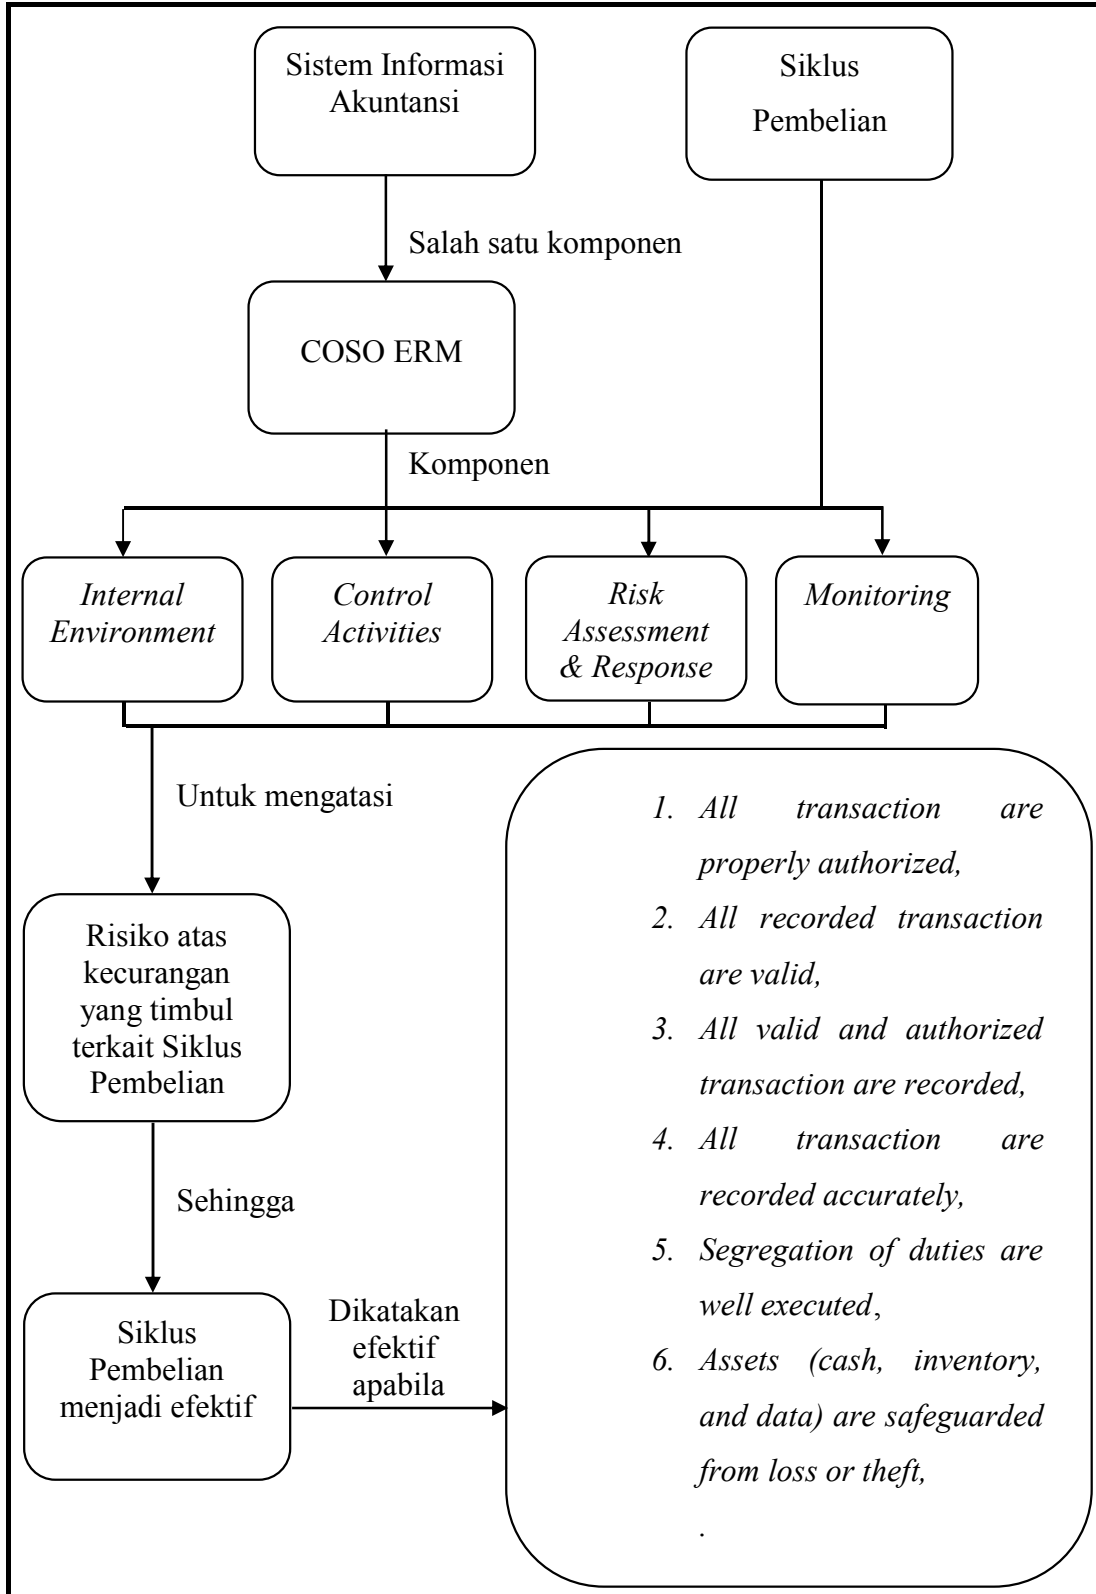 Sistem Informasi
Akuntansi
Siklus
Pembelian
Salah satu komponen
COSO ERM
Komponen
Internal
Environment
Control
Activities
Risk
Assessment
& Response
Monitoring
Untuk mengatasi
Risiko atas
kecurangan
yang timbul
terkait Siklus
Pembelian
Sehingga
Siklus
Pembelian
menjadi efektif
Dikatakan
efektif
apabila
1. All transaction are
properly authorized,
2. All recorded transaction
are valid,
3. All valid and authorized
transaction are recorded,
4. All transaction are
recorded accurately,
5. Segregation of duties are
well executed,
6. Assets (cash, inventory,
and data) are safeguarded
from loss or theft,
.